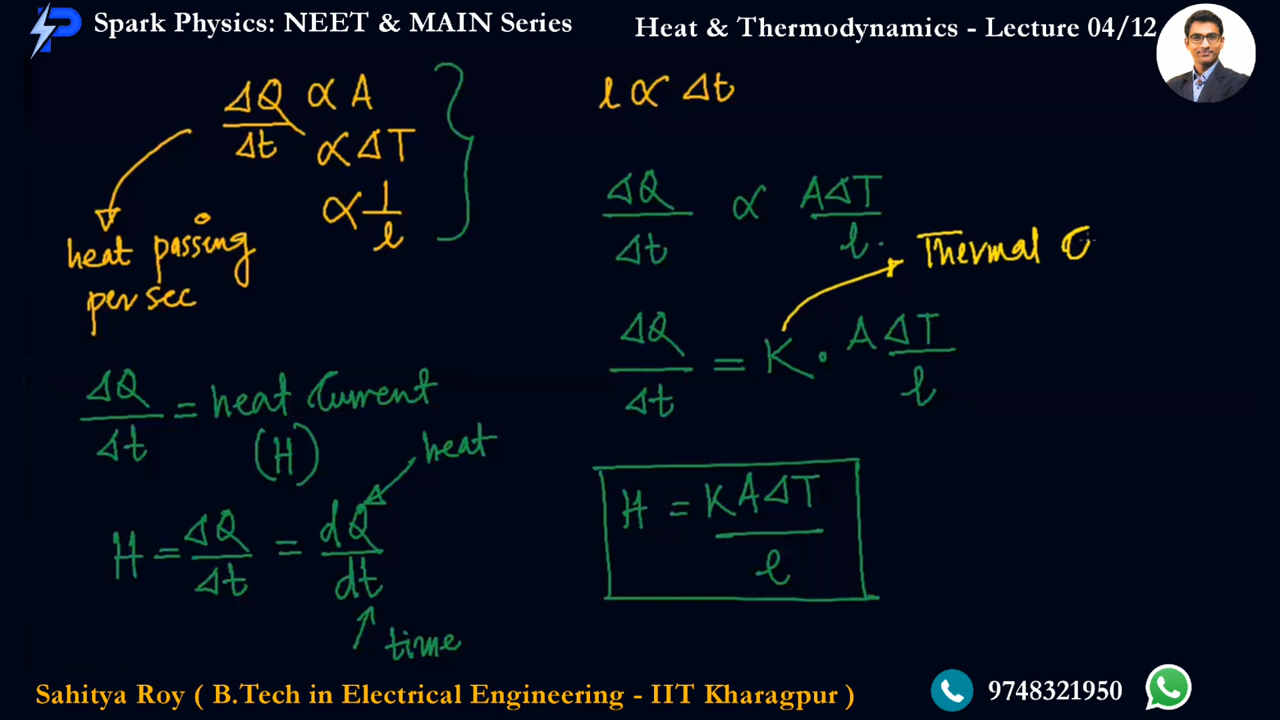 Spark Physics: NEET & MAIN Series
Heat & Thermodynamics - Lecture 04/12
ΔQ/Δt ∝ A
∝ ΔT
∝ 1/l
heat passing
per sec
l ∝ Δt
ΔQ/Δt ∝ AΔT/l.
Thermal C
ΔQ/Δt = K · AΔT/l
ΔQ/Δt = heat Current
(H)
heat
H = ΔQ/Δt = dQ/dt
time
H = KAΔT/l
Sahitya Roy ( B.Tech in Electrical Engineering - IIT Kharagpur )
9748321950